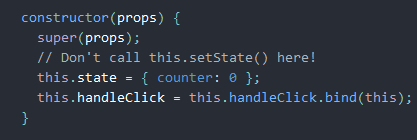 constructor(props) {
super(props);
// Don't call this.setState() here!
this.state = { counter: 0 };
this.handleClick = this.handleClick.bind(this);
}